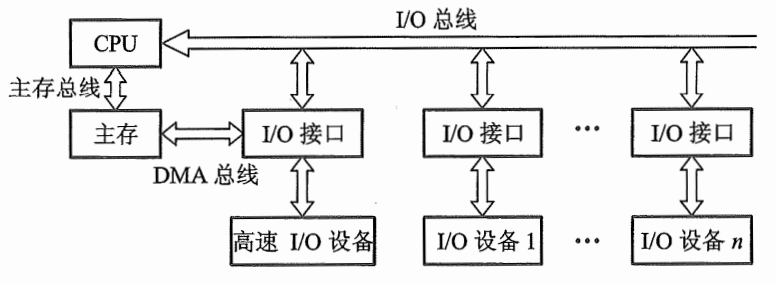 I/O 总线
CPU
主存总线
主存
I/O 接口
I/O 接口
···
I/O 接口
DMA 总线
高速 I/O 设备
I/O 设备 1
···
I/O 设备 n